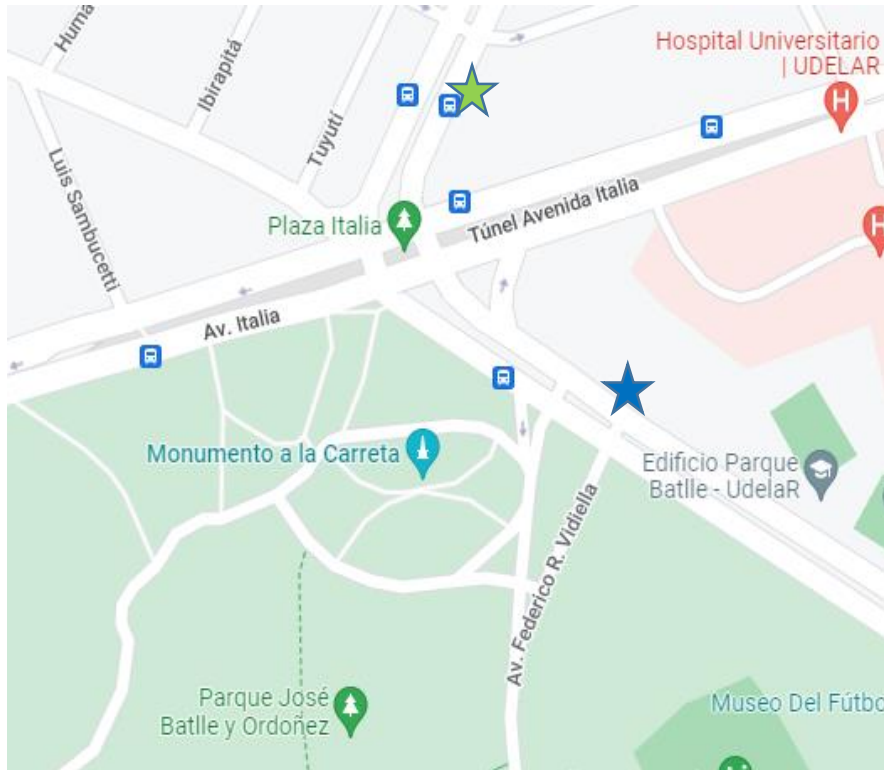 Huma
Ibirapitá
Hospital Universitario
| UDELAR
H
Tuyutí
Luis Sambucetti
Plaza Italia
Túnel Avenida Italia
H
Av. Italia
Monumento a la Carreta
Edificio Parque
Batlle - UdelaR
Av. Federico R. Vidiella
Parque José
Batlle y Ordoñez
Museo Del Fútbo